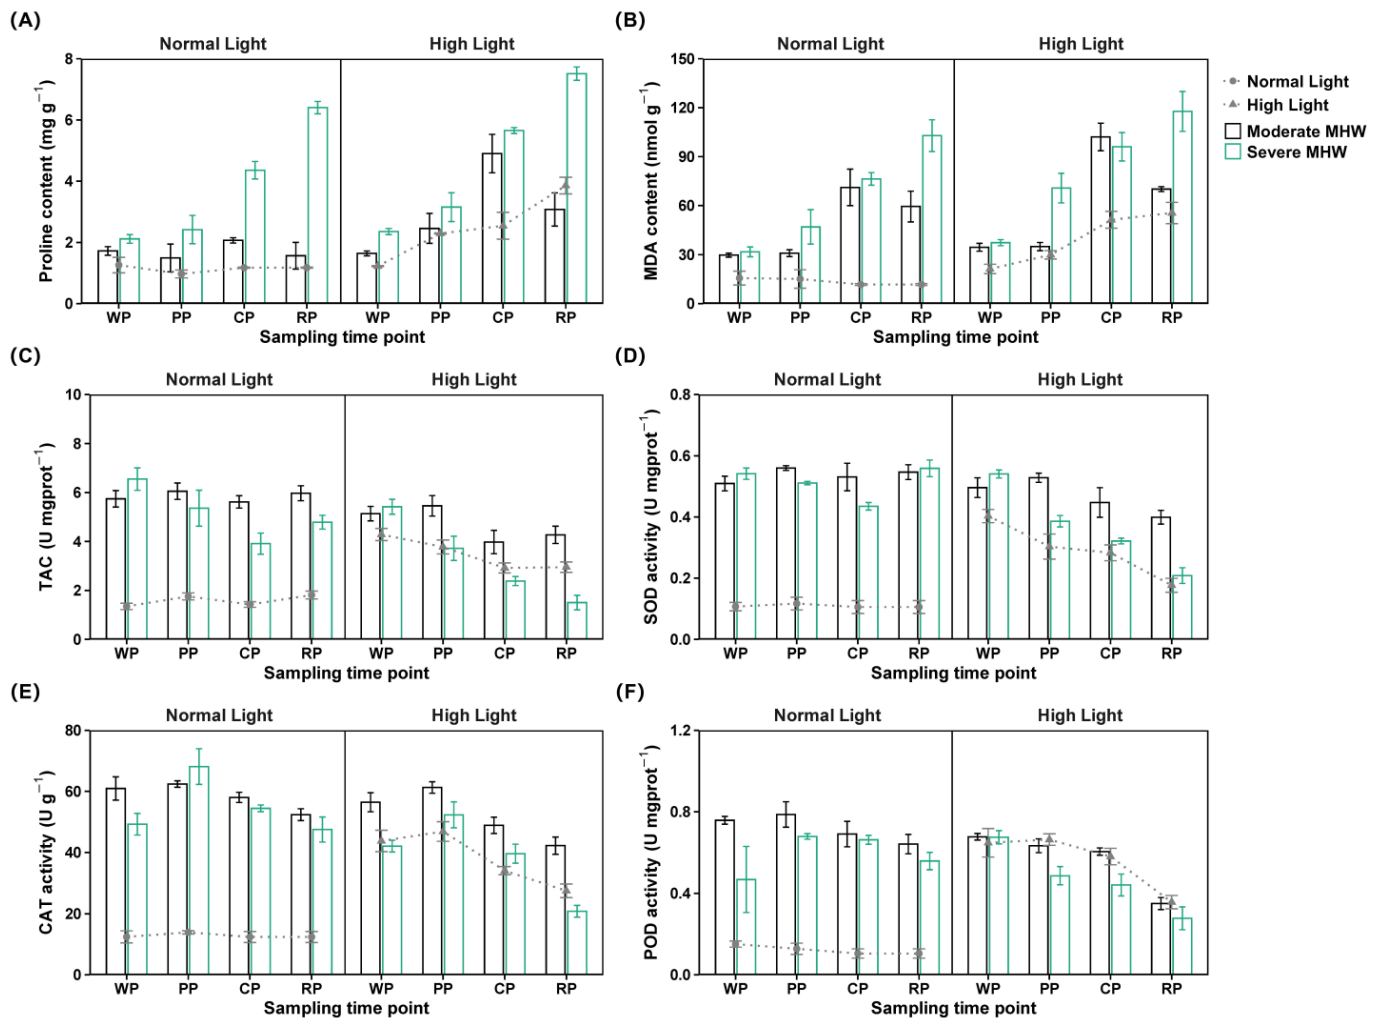 (A)
Normal Light High Light
Proline content (mg g−1)
8
6
4
2
0
WP PP CP RP WP PP CP RP
Sampling time point
(B)
Normal Light High Light
MDA content (nmol g−1)
150
120
90
60
30
0
WP PP CP RP WP PP CP RP
Sampling time point
Normal Light
High Light
Moderate MHW
Severe MHW
(C)
Normal Light High Light
TAC (U mgprot−1)
10
8
6
4
2
0
WP PP CP RP WP PP CP RP
Sampling time point
(D)
Normal Light High Light
SOD activity (U mgprot−1)
0.8
0.6
0.4
0.2
0.0
WP PP CP RP WP PP CP RP
Sampling time point
(E)
Normal Light High Light
CAT activity (U g−1)
80
60
40
20
0
WP PP CP RP WP PP CP RP
Sampling time point
(F)
Normal Light High Light
POD activity (U mgprot−1)
1.2
0.8
0.4
0.0
WP PP CP RP WP PP CP RP
Sampling time point